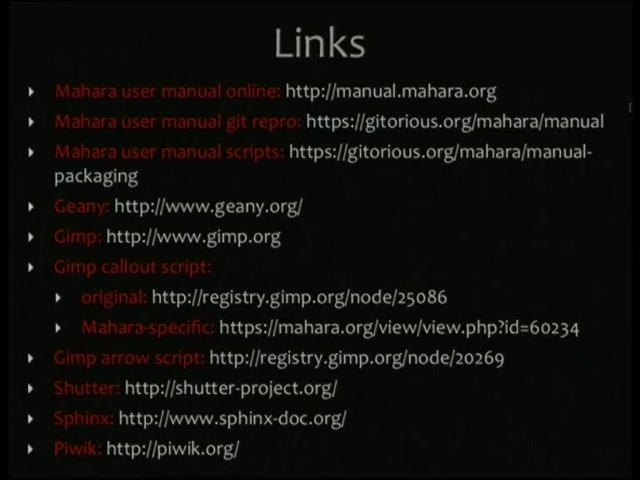 Links
Mahara user manual online: http://manual.mahara.org
Mahara user manual git repro: https://gitorious.org/mahara/manual
Mahara user manual scripts: https://gitorious.org/mahara/manual-
packaging
Geany: http://www.geany.org/
Gimp: http://www.gimp.org
Gimp callout script:
original: http://registry.gimp.org/node/25086
Mahara-specific: https://mahara.org/view/view.php?id=60234
Gimp arrow script: http://registry.gimp.org/node/20269
Shutter: http://shutter-project.org/
Sphinx: http://www.sphinx-doc.org/
Piwik: http://piwik.org/